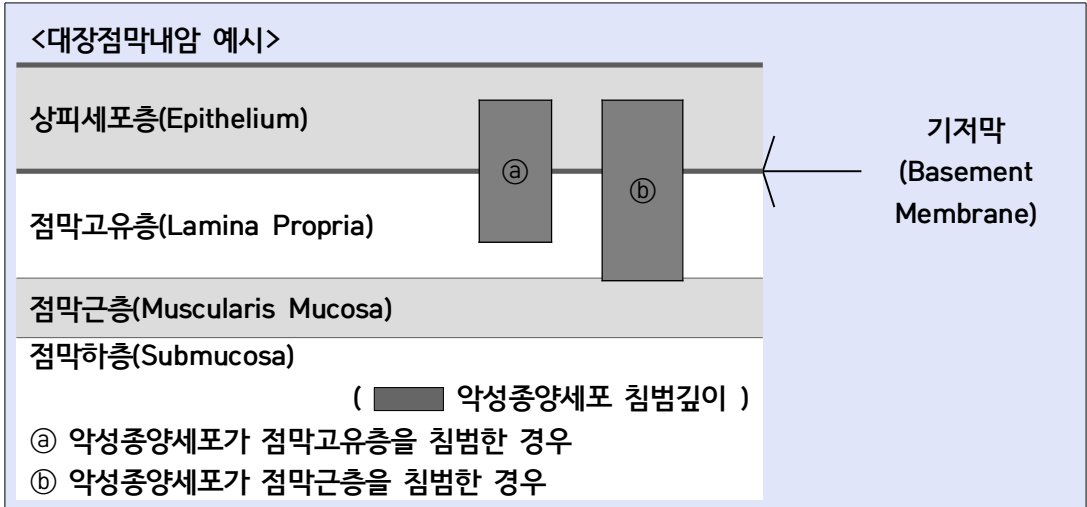 <대장점막내암 예시>
상피세포층(Epithelium)
ⓐ
ⓑ
기저막
(Basement
Membrane)
점막고유층(Lamina Propria)
점막근층(Muscularis Mucosa)
점막하층(Submucosa)
( 악성종양세포 침범깊이 )
ⓐ 악성종양세포가 점막고유층을 침범한 경우
ⓑ 악성종양세포가 점막근층을 침범한 경우